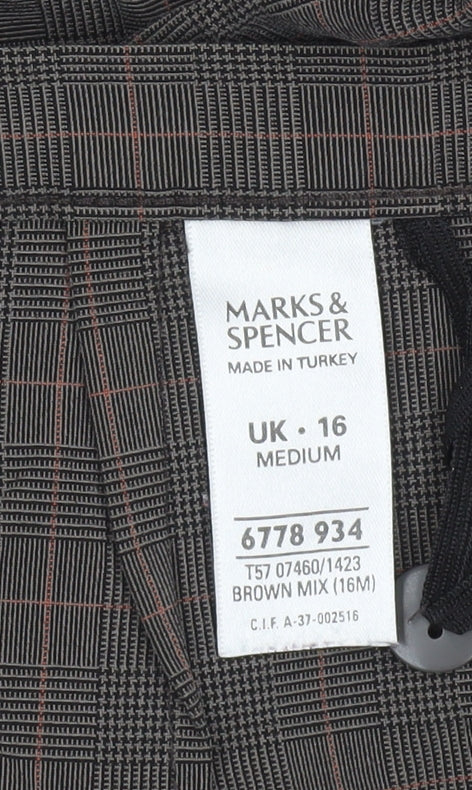 MARKS &
SPENCER
MADE IN TURKEY
UK • 16
MEDIUM
6778 934
T57 07460/1423
BROWN MIX (16M)
C.I.F. A-37-002516